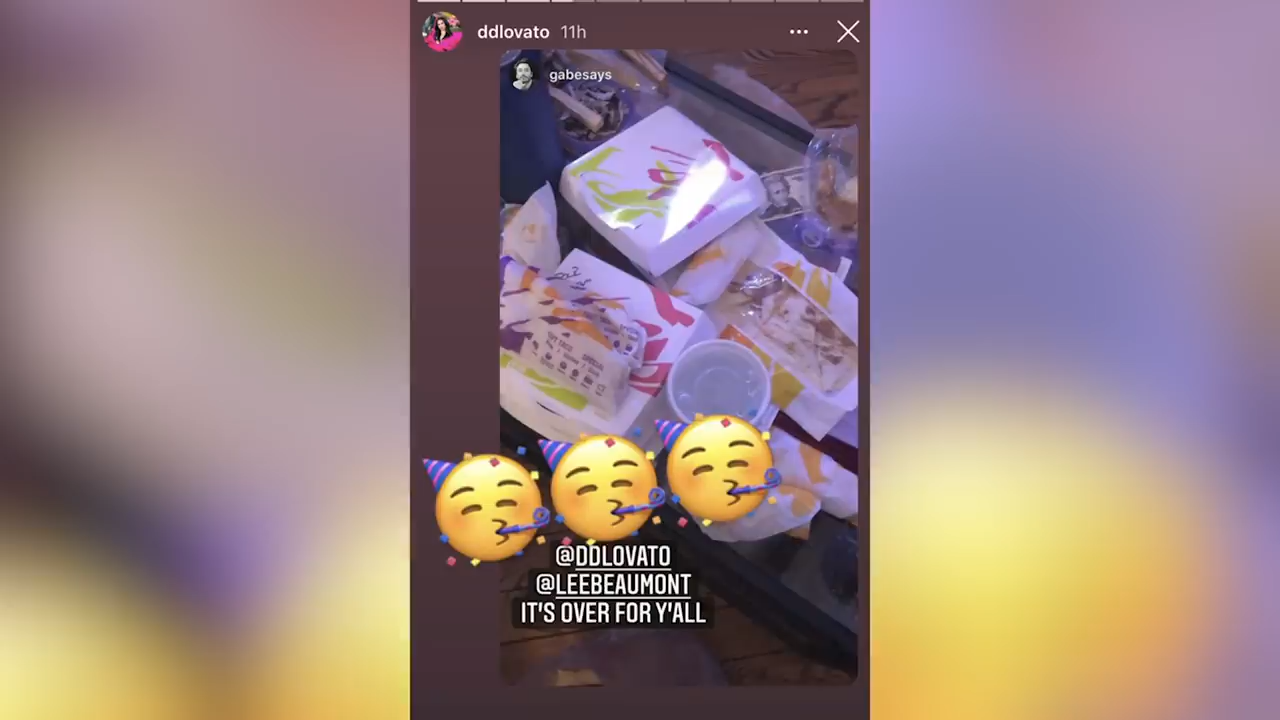 ddlovato 11h
gabesays
@DDLOVATO
@LEEBEAUMONT
IT'S OVER FOR Y'ALL